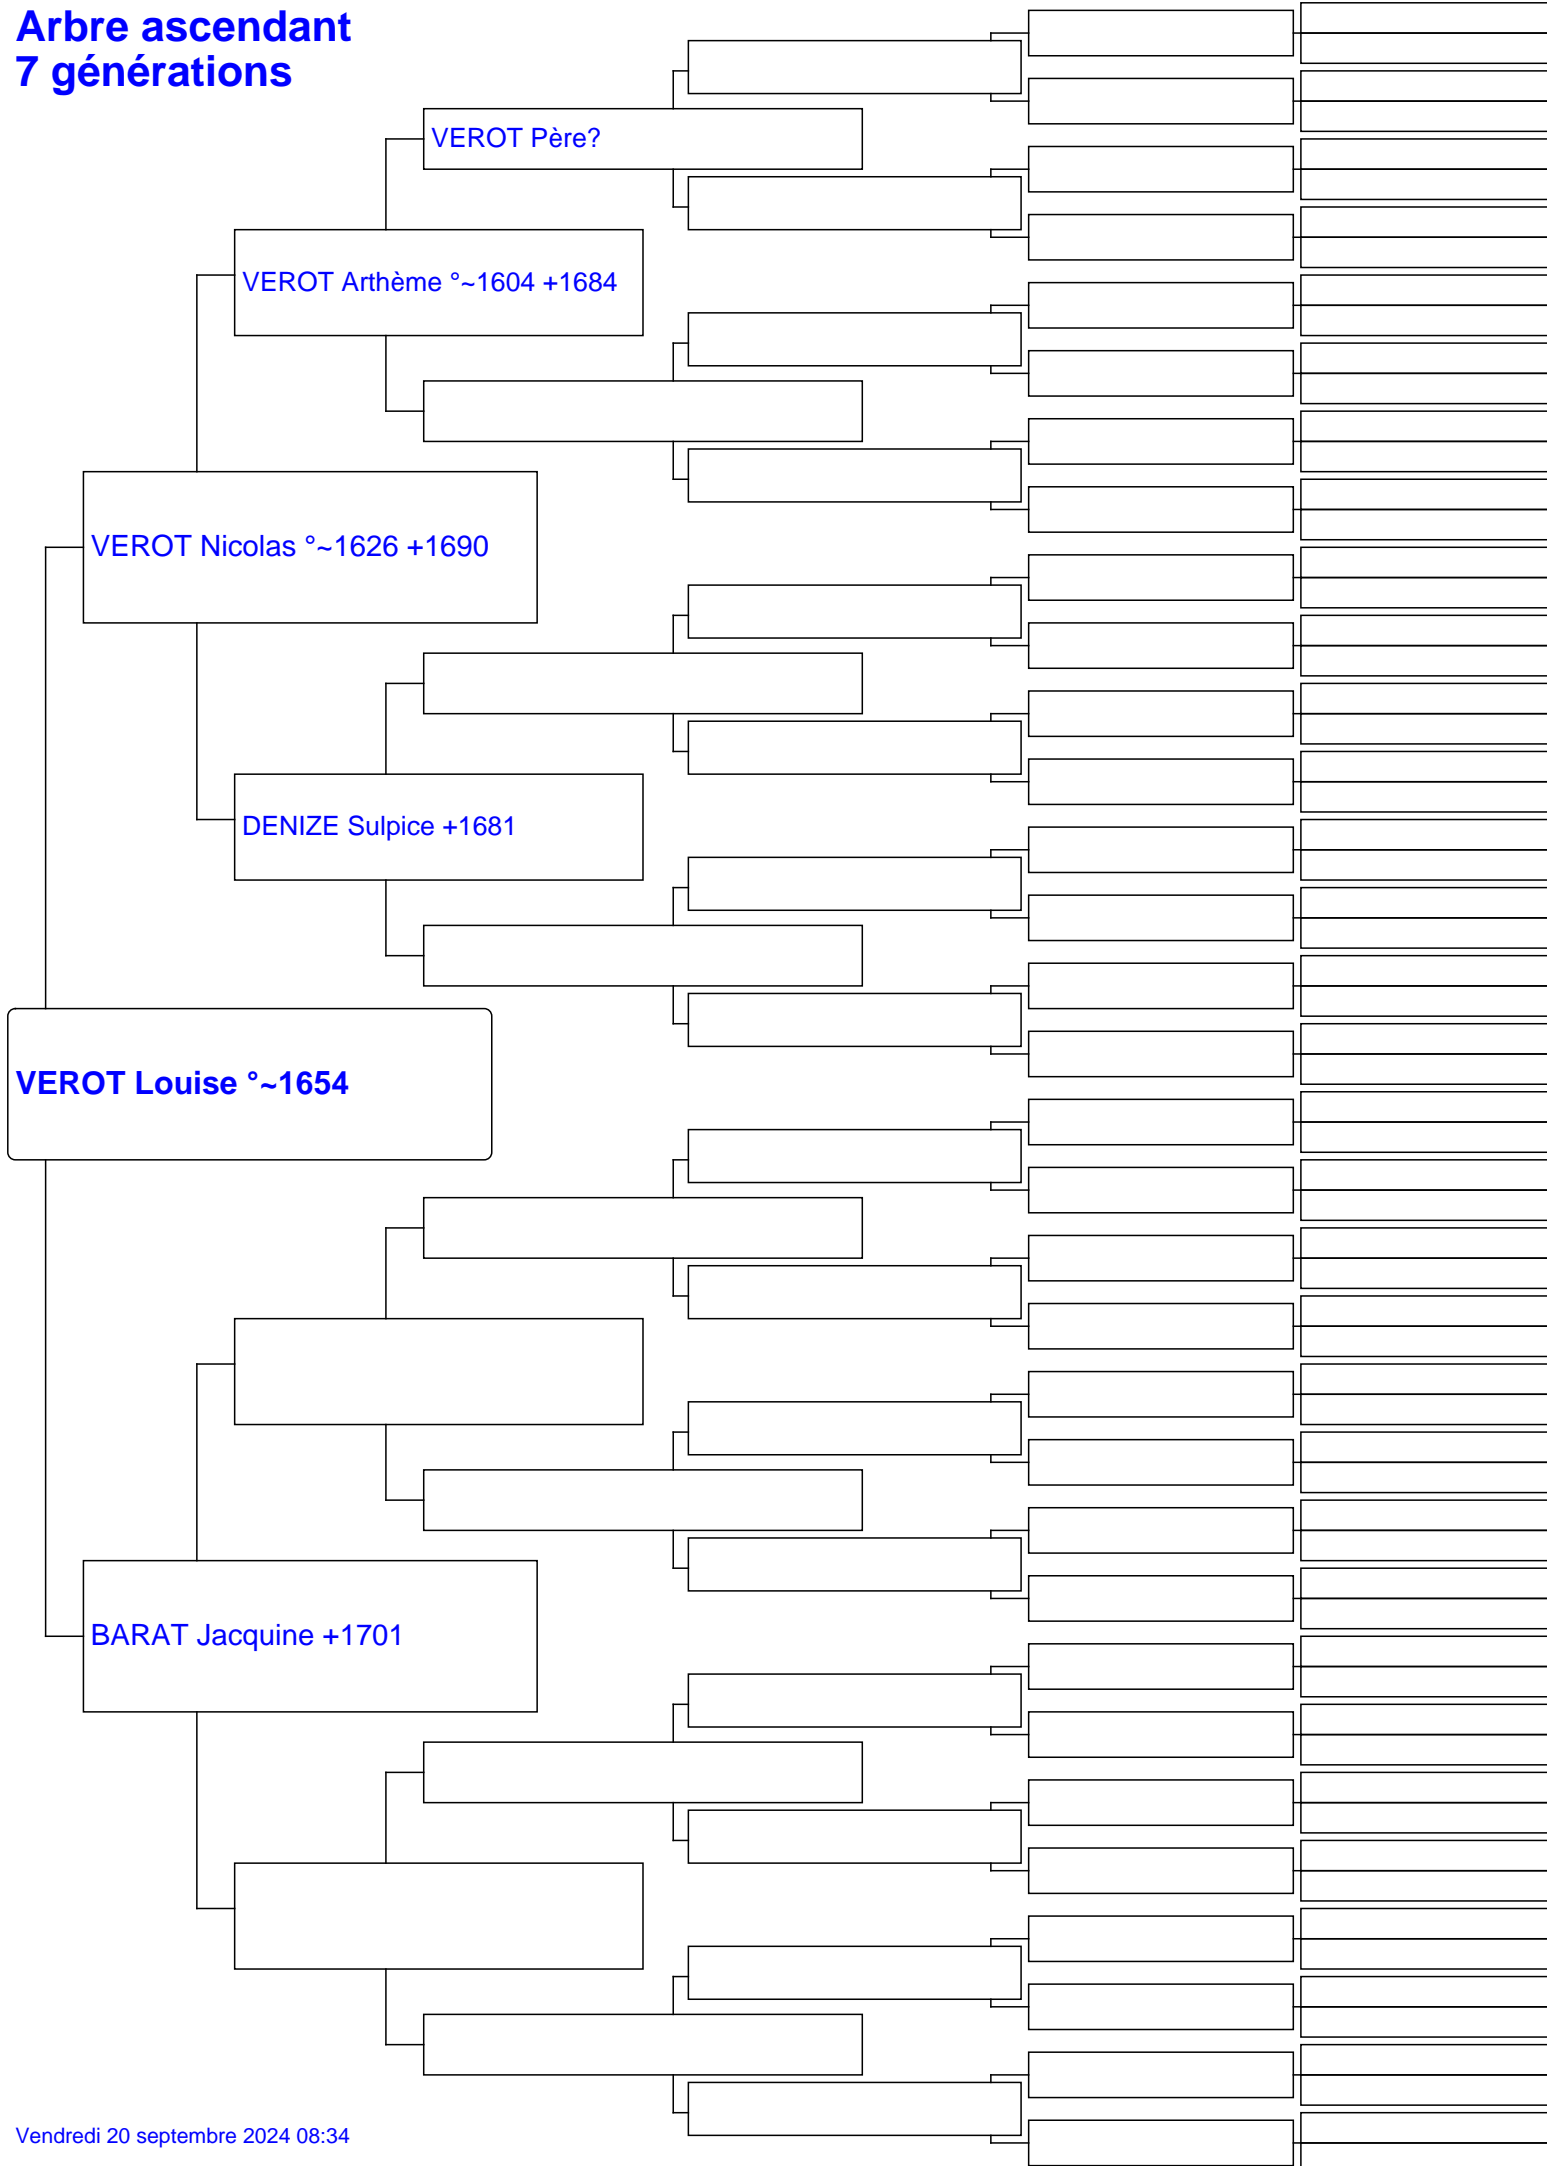 Arbre ascendant
7 générations
VEROT Père?
VEROT Arthème °~1604 +1684
VEROT Nicolas °~1626 +1690
DENIZE Sulpice +1681
VEROT Louise °~1654
BARAT Jacquine +1701
Vendredi 20 septembre 2024 08:34